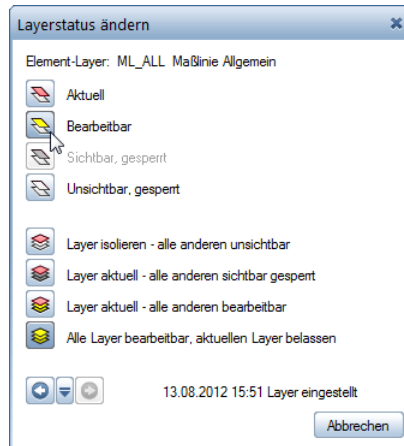 Layerstatus ändern
Element-Layer: ML_ALL Maßlinie Allgemein
Aktuell
Bearbeitbar
Sichtbar, gesperrt
Unsichtbar, gesperrt
Layer isolieren - alle anderen unsichtbar
Layer aktuell - alle anderen sichtbar gesperrt
Layer aktuell - alle anderen bearbeitbar
Alle Layer bearbeitbar, aktuellen Layer belassen
13.08.2012 15:51 Layer eingestellt
Abbrechen